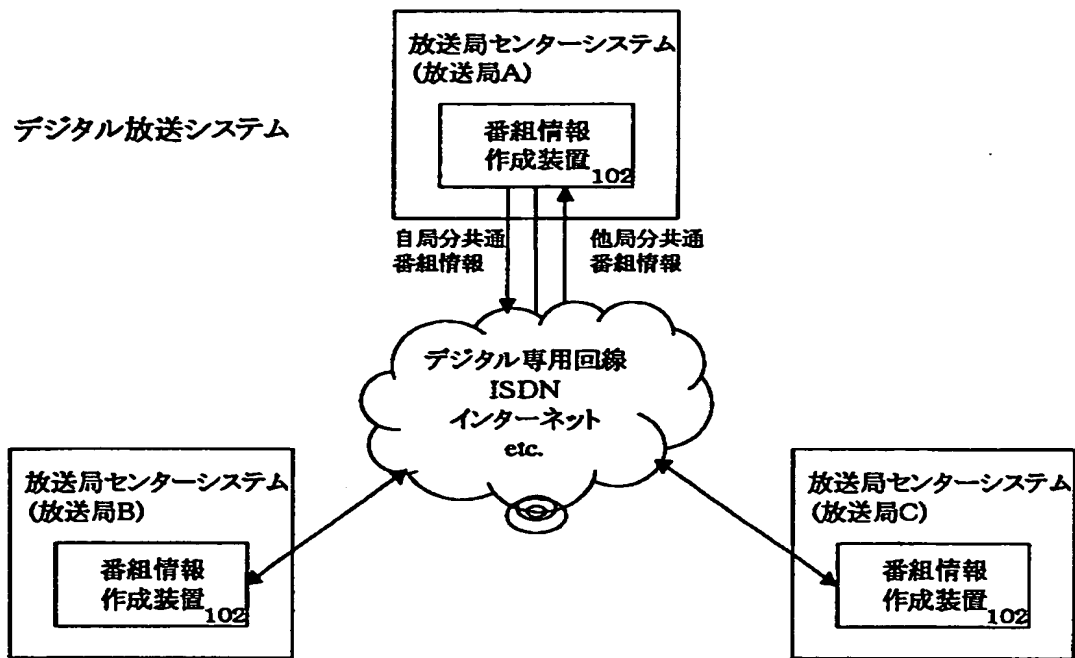 放送局センターシステム
(放送局A)
デジタル放送システム
番組情報
作成装置
102
自局分共通
番組情報
他局分共通
番組情報
デジタル専用回線
ISDN
インターネット
etc.
放送局センターシステム
(放送局B)
番組情報
作成装置
102
放送局センターシステム
(放送局C)
番組情報
作成装置
102